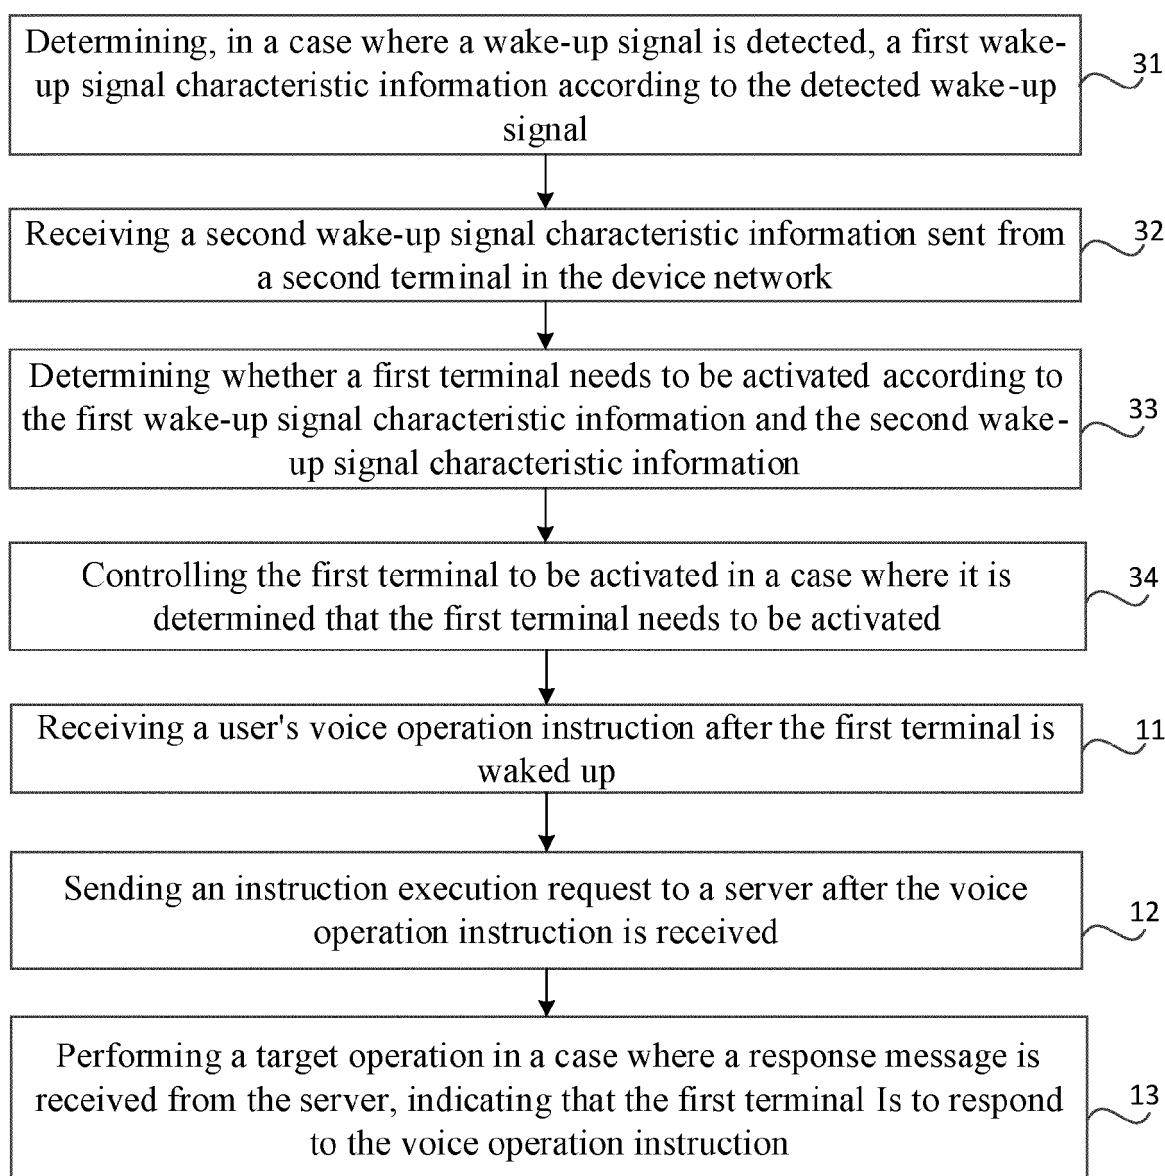 Determining, in a case where a wake-up signal is detected, a first wake-
up signal characteristic information according to the detected wake-up
signal
31
Receiving a second wake-up signal characteristic information sent from
a second terminal in the device network
32
Determining whether a first terminal needs to be activated according to
the first wake-up signal characteristic information and the second wake-
up signal characteristic information
33
Controlling the first terminal to be activated in a case where it is
determined that the first terminal needs to be activated
34
Receiving a user's voice operation instruction after the first terminal is
waked up
11
Sending an instruction execution request to a server after the voice
operation instruction is received
12
Performing a target operation in a case where a response message is
received from the server, indicating that the first terminal Is to respond
to the voice operation instruction
13